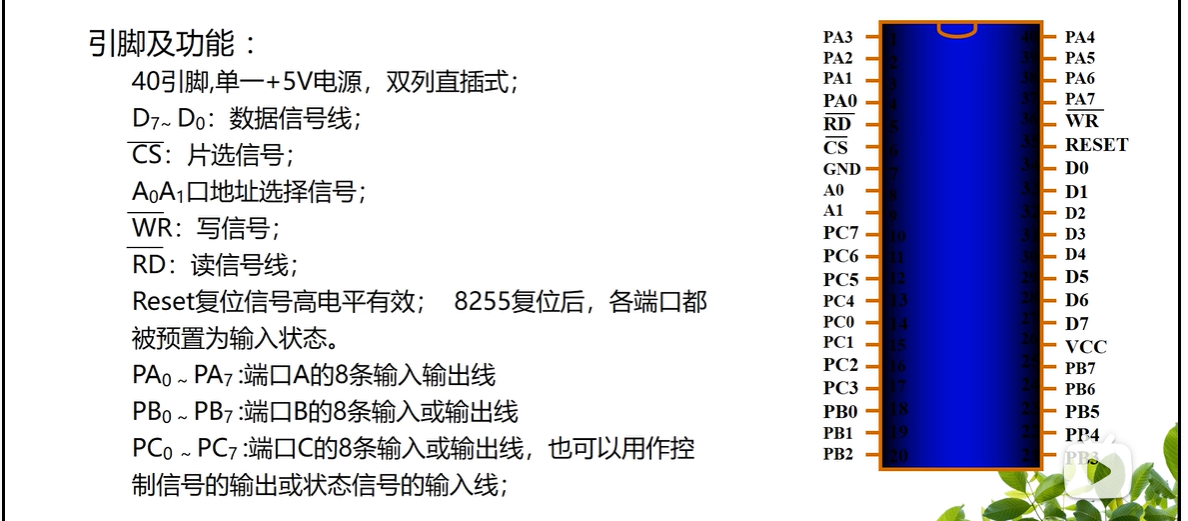 引脚及功能：
40引脚,单一+5V电源，双列直插式；
D7~ D0：数据信号线；
CS：片选信号；
A0A1口地址选择信号；
WR：写信号；
RD：读信号线；
Reset复位信号高电平有效； 8255复位后，各端口都
被预置为输入状态。
PA0 ~ PA7 :端口A的8条输入输出线
PB0 ~ PB7 :端口B的8条输入或输出线
PC0 ~ PC7 :端口C的8条输入或输出线，也可以用作控
制信号的输出或状态信号的输入线；
PA3 1 40 PA4
PA2 2 39 PA5
PA1 3 38 PA6
PA0 4 37 PA7
RD 5 36 WR
CS 6 35 RESET
GND 7 34 D0
A0 8 33 D1
A1 9 32 D2
PC7 10 31 D3
PC6 11 30 D4
PC5 12 29 D5
PC4 13 28 D6
PC0 14 27 D7
PC1 15 26 VCC
PC2 16 25 PB7
PC3 17 24 PB6
PB0 18 23 PB5
PB1 19 22 PB4
PB2 20 21 PB3